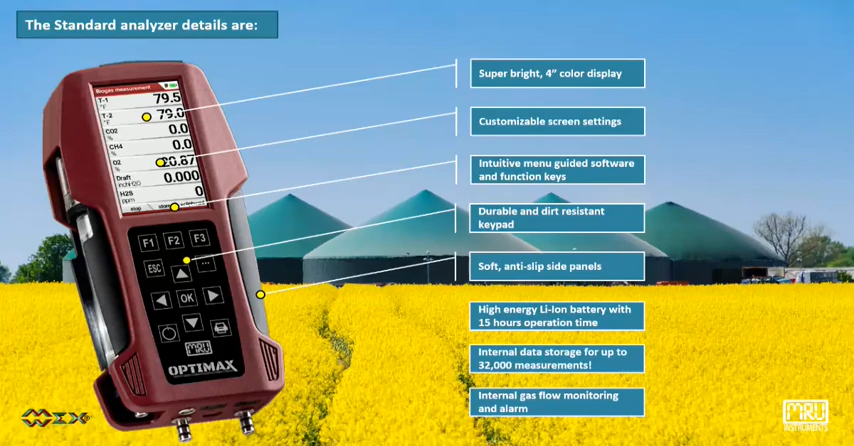 The Standard analyzer details are:
Biogas measurement
T-1 79.5
°F
T-2 79.0
°F
CO2 0.0
%
CH4 0.0
%
O2 20.87
%
Draft 0.000
inchH2O
H2S 0
ppm
stop
F1 F2 F3
ESC ...
OK
MRU
OPTIMAX
Super bright, 4” color display
Customizable screen settings
Intuitive menu guided software
and function keys
Durable and dirt resistant
keypad
Soft, anti-slip side panels
High energy Li-Ion battery with
15 hours operation time
Internal data storage for up to
32,000 measurements!
Internal gas flow monitoring
and alarm
MRU
INSTRUMENTS